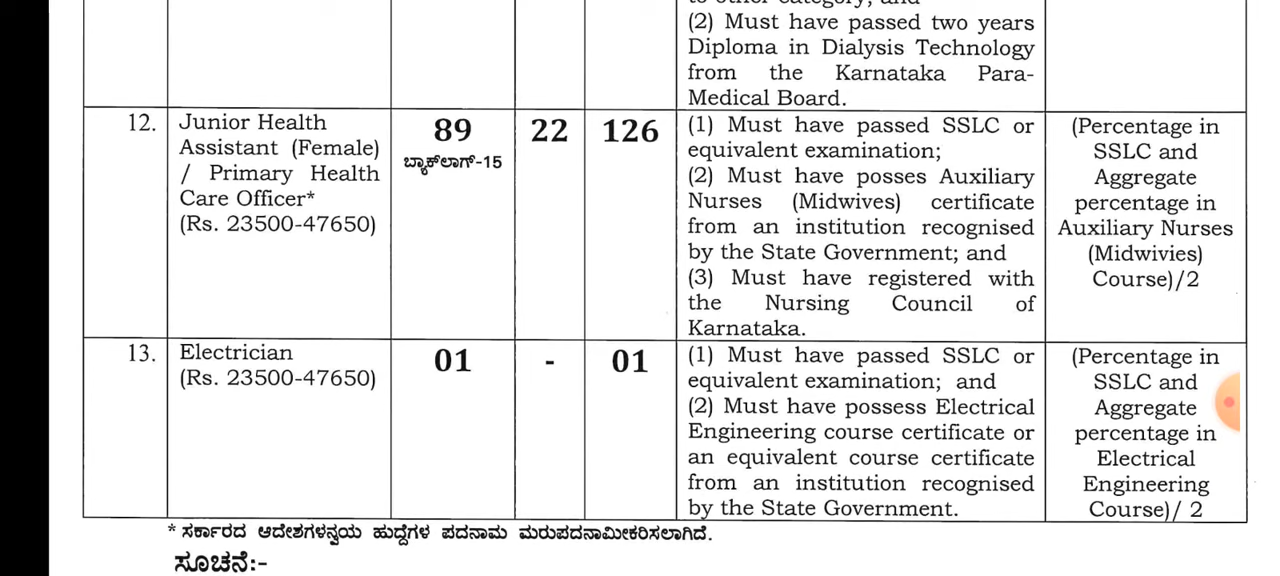 (2) Must have passed two years
Diploma in Dialysis Technology
from the Karnataka Para-
Medical Board.
12.
Junior Health
Assistant (Female)
/ Primary Health
Care Officer*
(Rs. 23500-47650)
89
ಬ್ಯಾಕ್‌ಲಾಗ್-15
22
126
(1) Must have passed SSLC or
equivalent examination;
(2) Must have posses Auxiliary
Nurses (Midwives) certificate
from an institution recognised
by the State Government; and
(3) Must have registered with
the Nursing Council of
Karnataka.
(Percentage in
SSLC and
Aggregate
percentage in
Auxiliary Nurses
(Midwivies)
Course)/2
13.
Electrician
(Rs. 23500-47650)
01
-
01
(1) Must have passed SSLC or
equivalent examination; and
(2) Must have possess Electrical
Engineering course certificate or
an equivalent course certificate
from an institution recognised
by the State Government.
(Percentage in
SSLC and
Aggregate
percentage in
Electrical
Engineering
Course)/ 2
* ಸರ್ಕಾರದ ಆದೇಶಗಳನ್ವಯ ಹುದ್ದೆಗಳ ಪದನಾಮ ಮರುಪದನಾಮೀಕರಿಸಲಾಗಿದೆ.
ಸೂಚನೆ:-